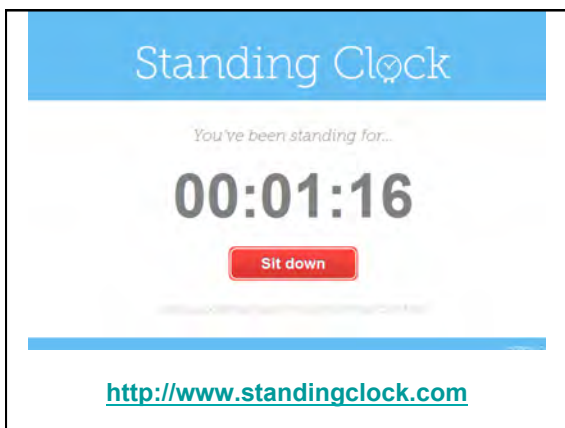 Standing Clock
You've been standing for...
00:01:16
Sit down
http://www.standingclock.com